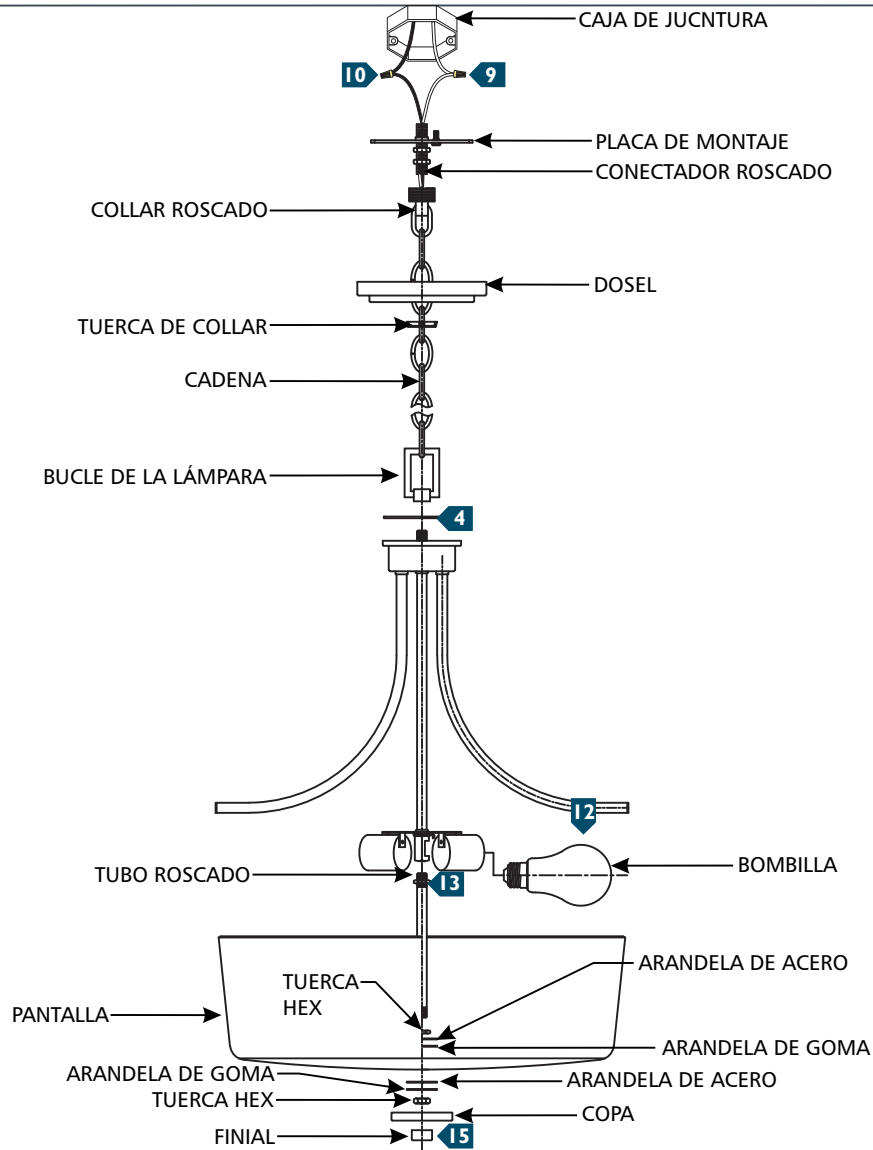 CAJA DE JUCNTURA
10
9
PLACA DE MONTAJE
CONECTADOR ROSCADO
COLLAR ROSCADO
DOSEL
TUERCA DE COLLAR
CADENA
BUCLE DE LA LÁMPARA
4
12
BOMBILLA
TUBO ROSCADO
13
ARANDELA DE ACERO
TUERCA
HEX
PANTALLA
ARANDELA DE GOMA
ARANDELA DE GOMA
ARANDELA DE ACERO
TUERCA HEX
COPA
FINIAL
15